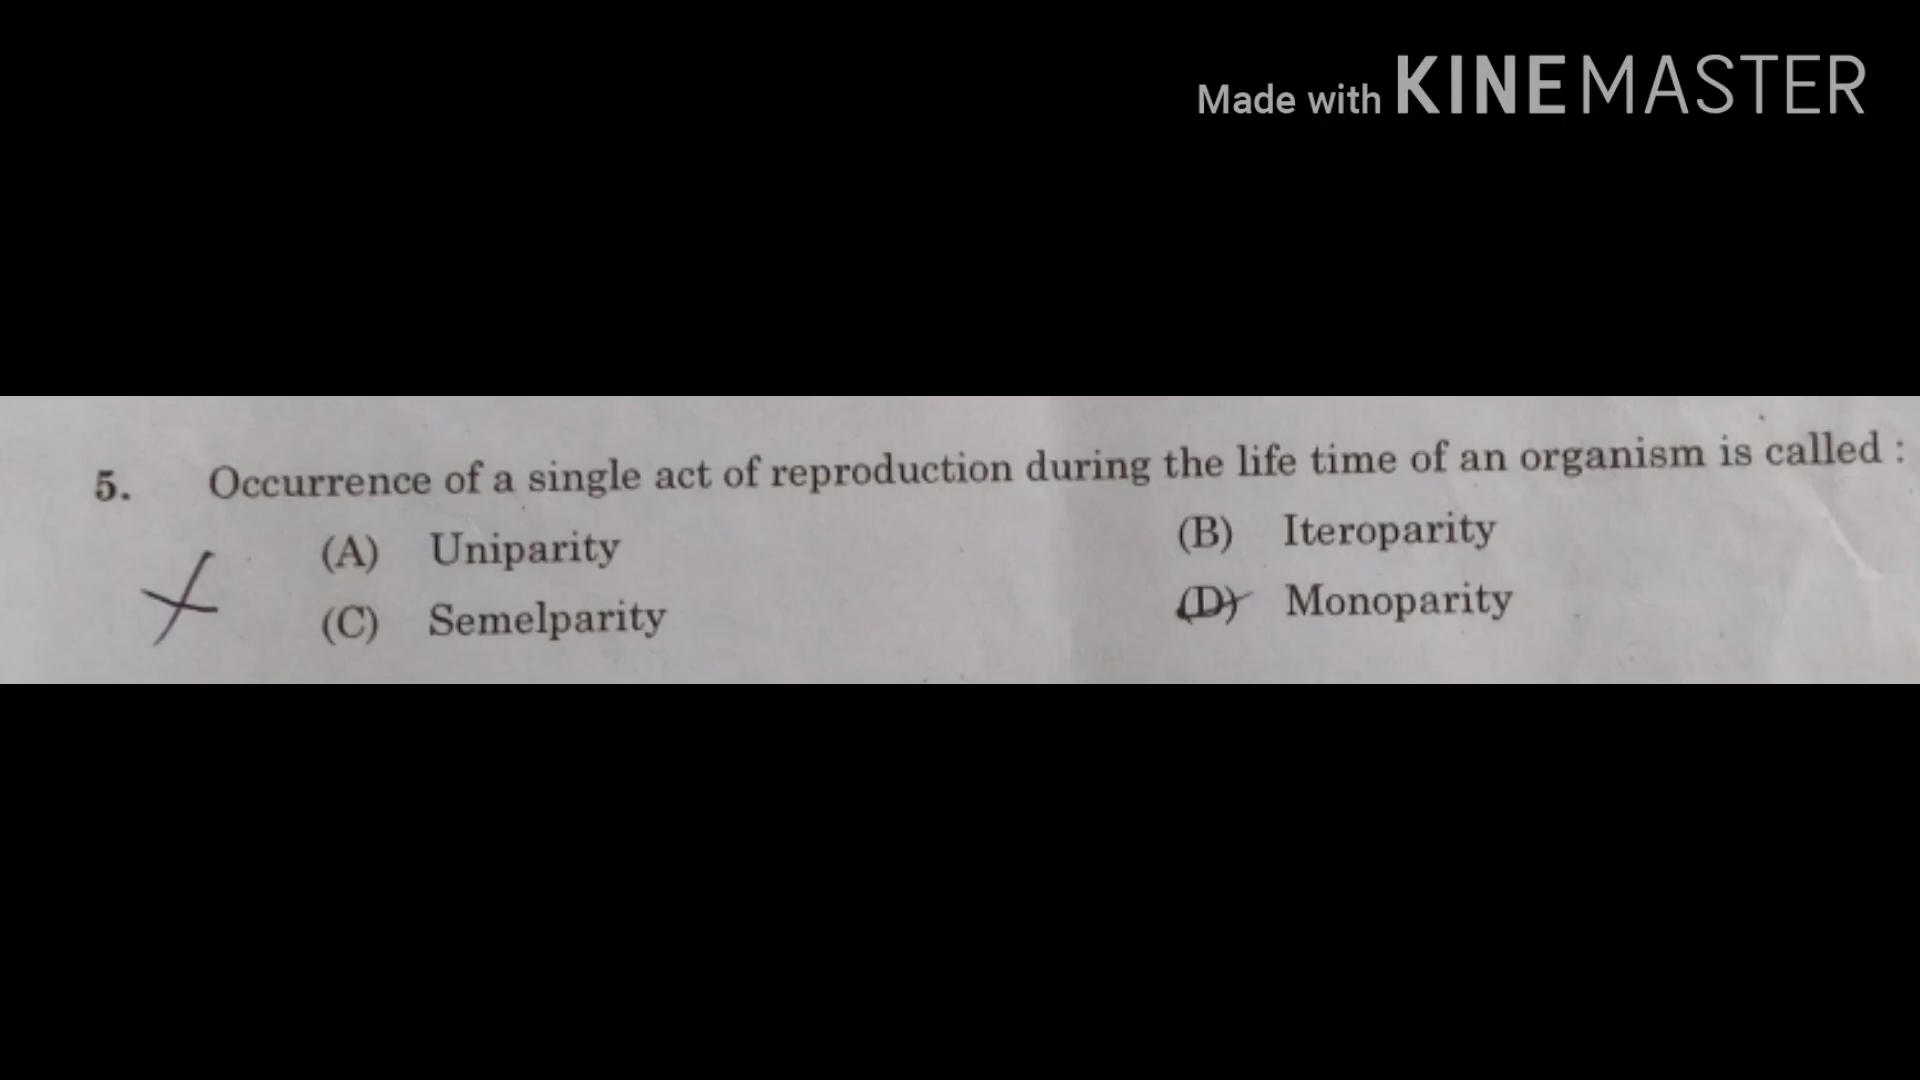 Made with KINEMASTER
5. Occurrence of a single act of reproduction during the life time of an organism is called :
(A) Uniparity (B) Iteroparity
(C) Semelparity (D) Monoparity